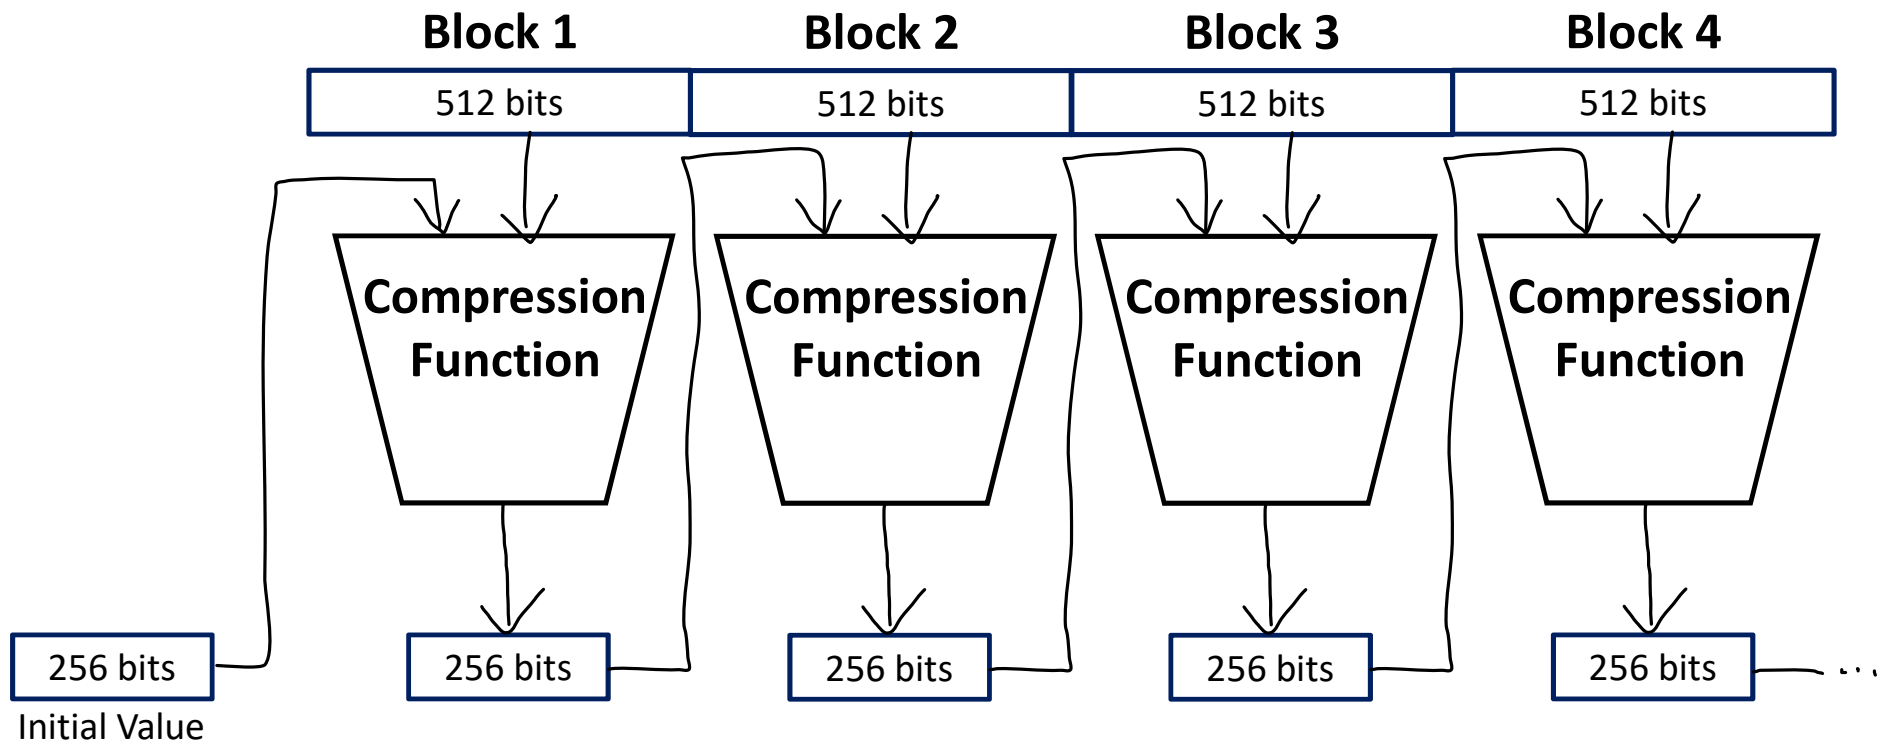 Block 1 Block 2 Block 3 Block 4
512 bits 512 bits 512 bits 512 bits
Compression Compression Compression Compression
Function Function Function Function
256 bits 256 bits 256 bits 256 bits 256 bits ...
Initial Value